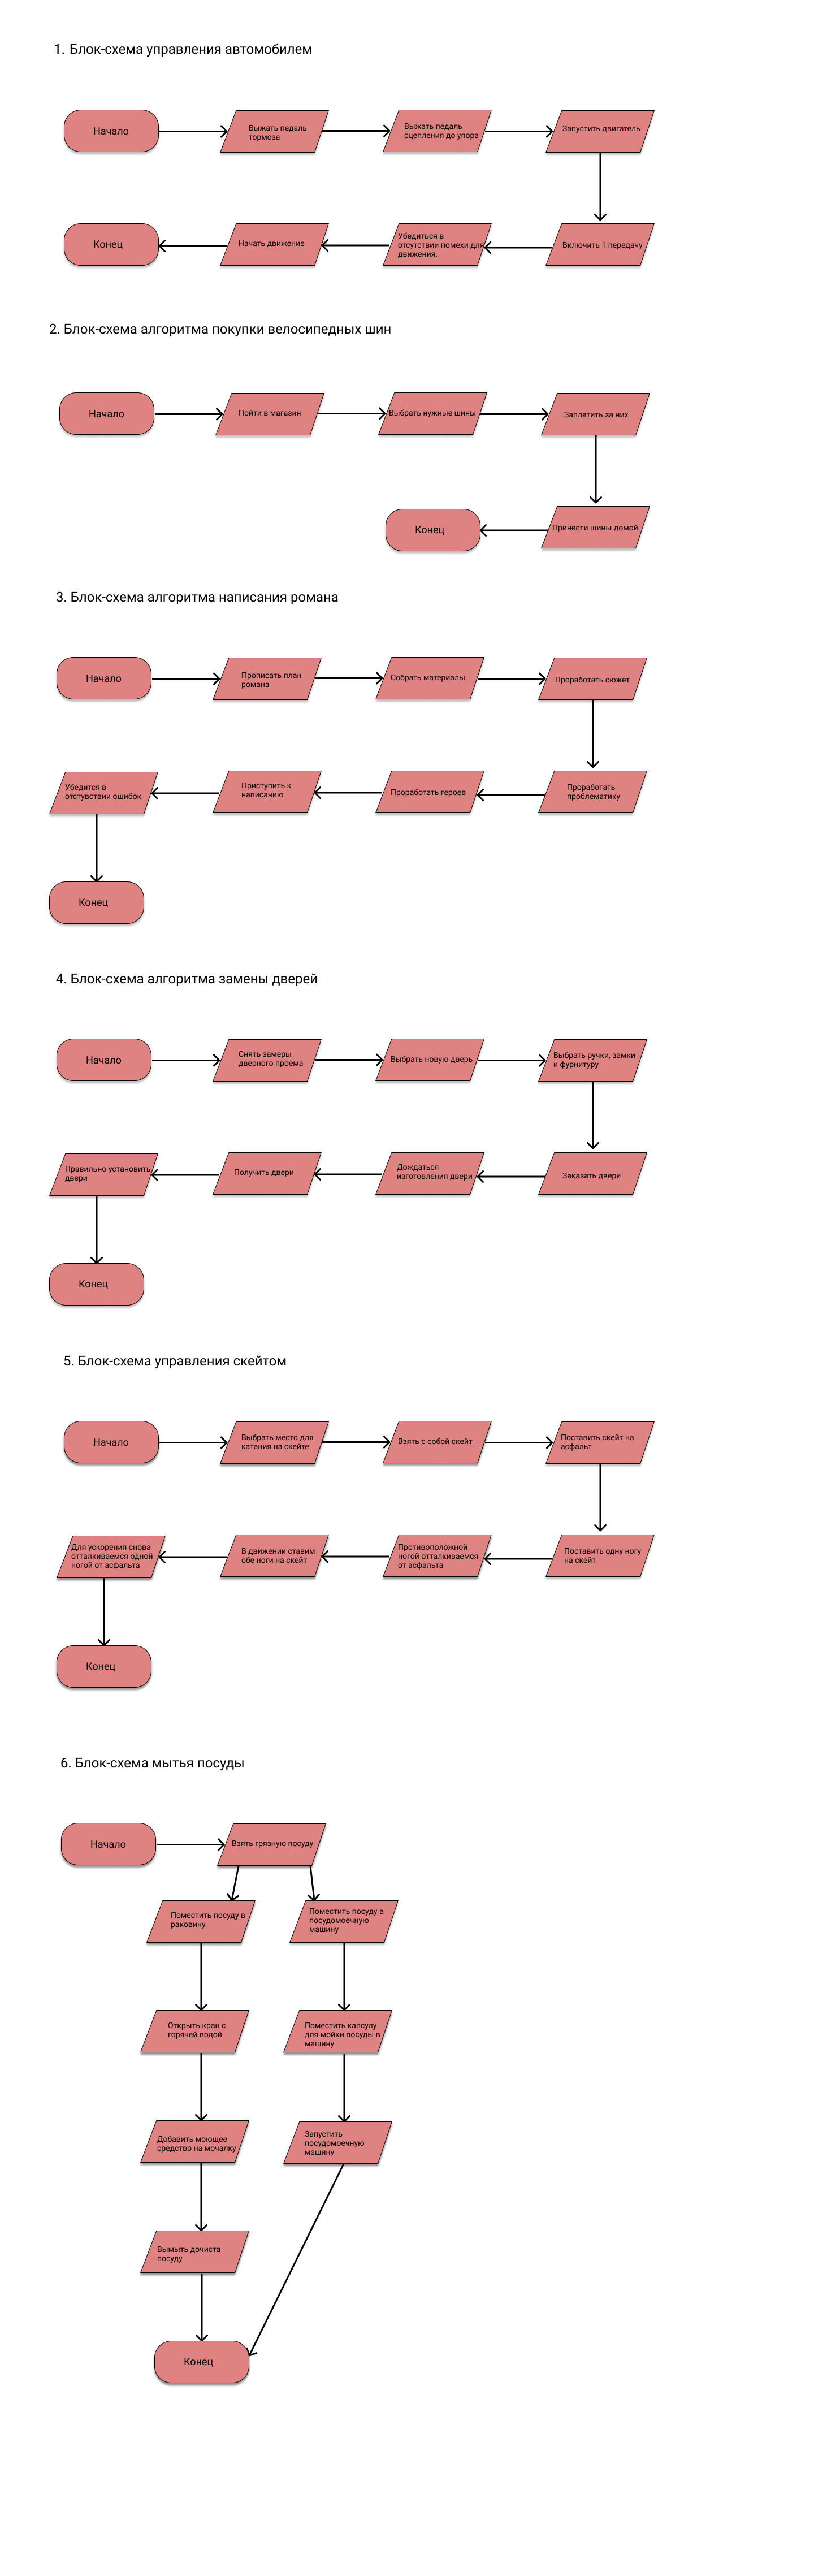 1. Блок-схема управления автомобилем
Начало
Выжать педаль
тормоза
Выжать педаль
сцепления до упора
Запустить двигатель
Конец
Начать движение
Убедиться в
отсутствии помехи для
движения.
Включить 1 передачу
2. Блок-схема алгоритма покупки велосипедных шин
Начало
Пойти в магазин
Выбрать нужные шины
Заплатить за них
Конец
Принести шины домой
3. Блок-схема алгоритма написания романа
Начало
Прописать план
романа
Собрать материалы
Проработать сюжет
Убедится в
отстувствии ошибок
Приступить к
написанию
Проработать героев
Проработать
проблематику
Конец
4. Блок-схема алгоритма замены дверей
Начало
Снять замеры
дверного проема
Выбрать новую дверь
Выбрать ручки, замки
и фурнитуру
Правильно установить
двери
Получить двери
Дождаться
изготовления двери
Заказать двери
Конец
5. Блок-схема управления скейтом
Начало
Выбрать место для
катания на скейте
Взять с собой скейт
Поставить скейт на
асфальт
Для ускорения снова
отталкиваемся одной
ногой от асфальта
В движении ставим
обе ноги на скейт
Противоположной
ногой отталкиваемся
от асфальта
Поставить одну ногу
на скейт
Конец
6. Блок-схема мытья посуды
Начало
Взять грязную посуду
Поместить посуду в
раковину
Поместить посуду в
посудомоечную
машину
Открыть кран с
горячей водой
Поместить капсулу
для мойки посуды в
машину
Добавить моющее
средство на мочалку
Запустить
посудомоечную
машину
Вымыть дочиста
посуду
Конец